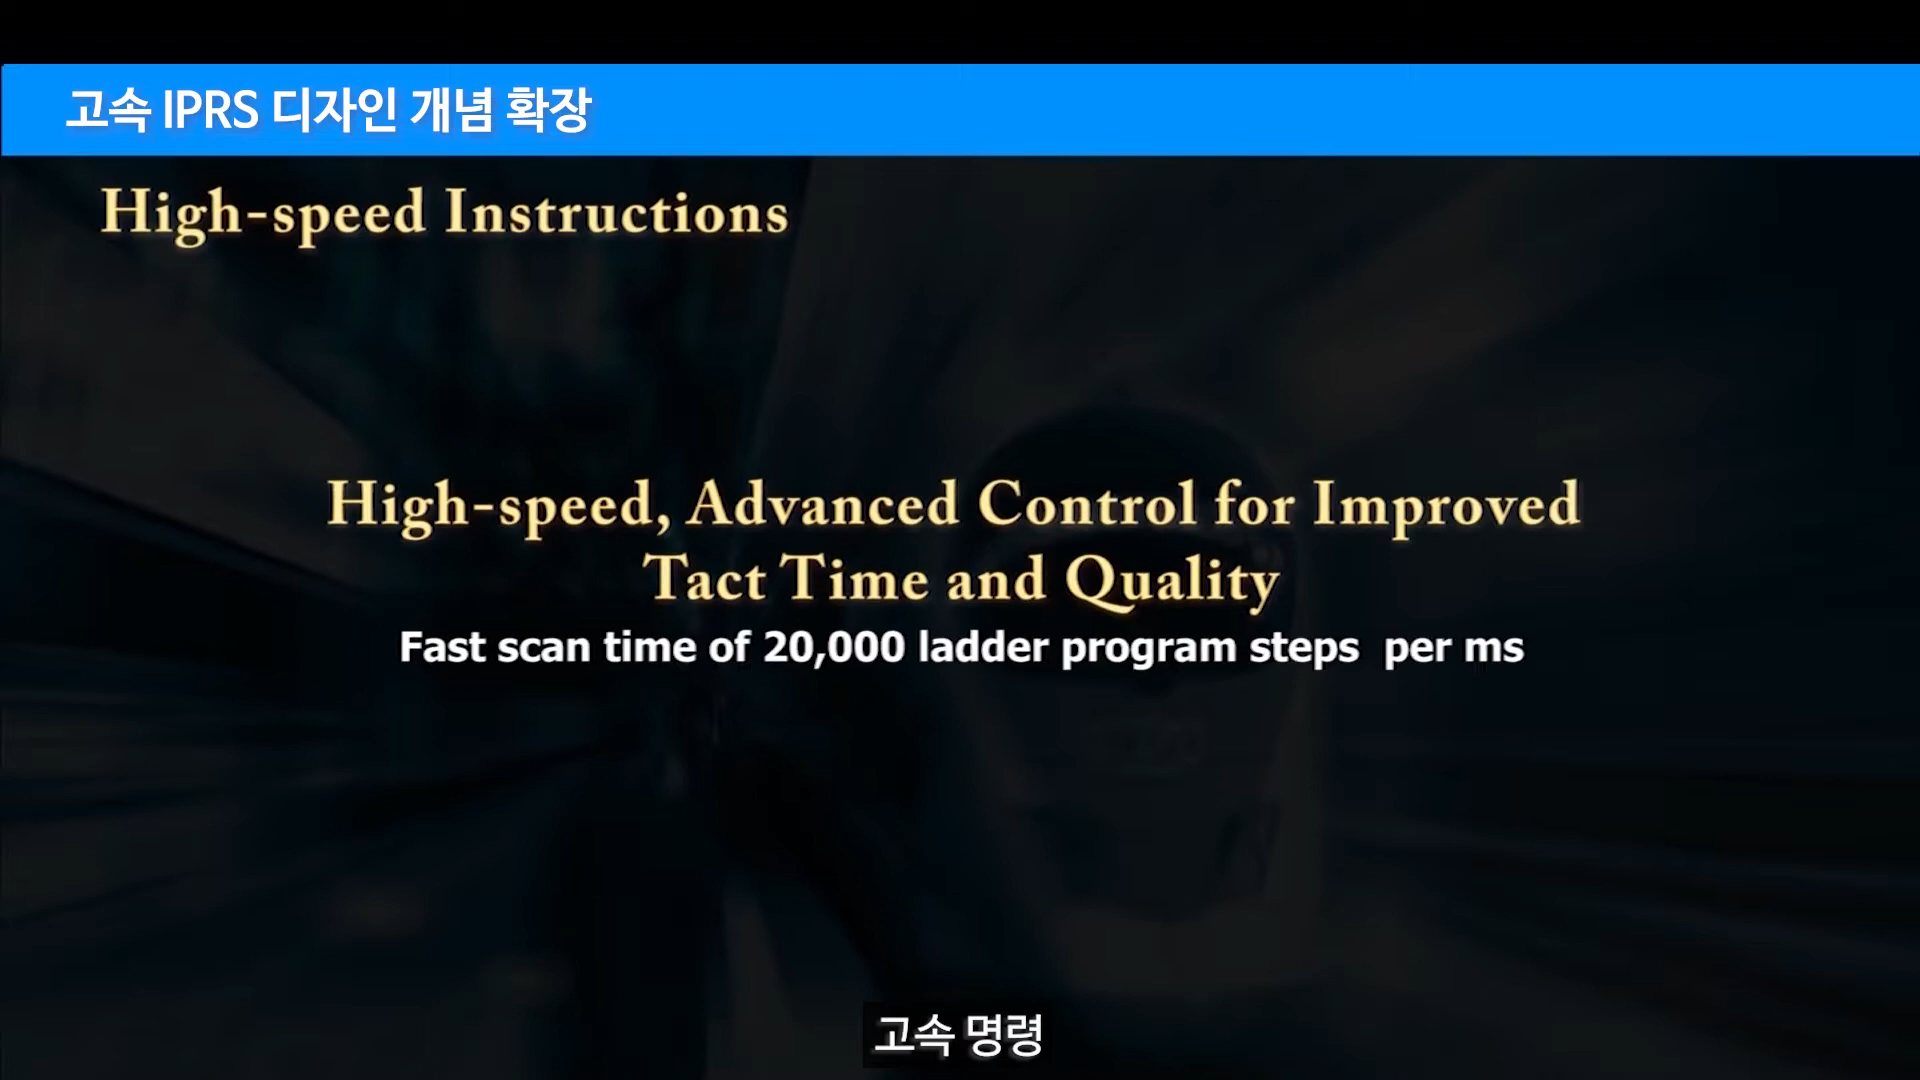 고속 IPRS 디자인 개념 확장
High-speed Instructions
High-speed, Advanced Control for Improved
Tact Time and Quality
Fast scan time of 20,000 ladder program steps per ms
고속 명령